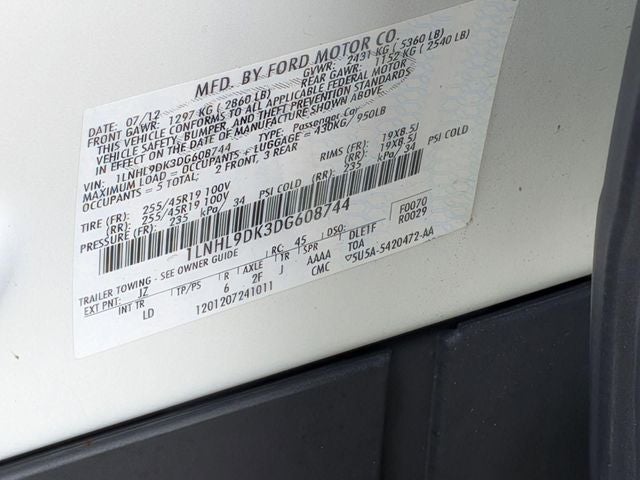 MFD. BY FORD MOTOR CO.
DATE: 07/12 GVWR: 2431 KG ( 5360 LB)
FRONT GAWR: 1297 KG ( 2860 LB) REAR GAWR: 1152 KG ( 2540 LB)
THIS VEHICLE CONFORMS TO ALL APPLICABLE FEDERAL MOTOR
VEHICLE SAFETY, BUMPER, AND THEFT PREVENTION STANDARDS
IN EFFECT ON THE DATE OF MANUFACTURE SHOWN ABOVE.
VIN: 1LNHL9DK3DG608744 TYPE: Passenger Car
MAXIMUM LOAD = OCCUPANTS + LUGGAGE = 430KG/ 950LB
OCCUPANTS = 5 TOTAL: 2 FRONT, 3 REAR
TIRE (FR): 255/45R19 100V RIMS (FR): 19X8.5J
(RR): 255/45R19 100V (RR): 19X8.5J
PRESSURE (FR): 235 kPa/ 34 PSI COLD (RR): 235 kPa/ 34 PSI COLD
1LNHL9DK3DG608744
F0070
R0029
TRAILER TOWING - SEE OWNER GUIDE RC: 45 DSO:
EXT PNT: JZ TP/PS R AXLE TR SPR DLETF
INT TR 6 2F J AAAA TOA
LD CMC 5U5A-5420472-AA
1201207241011